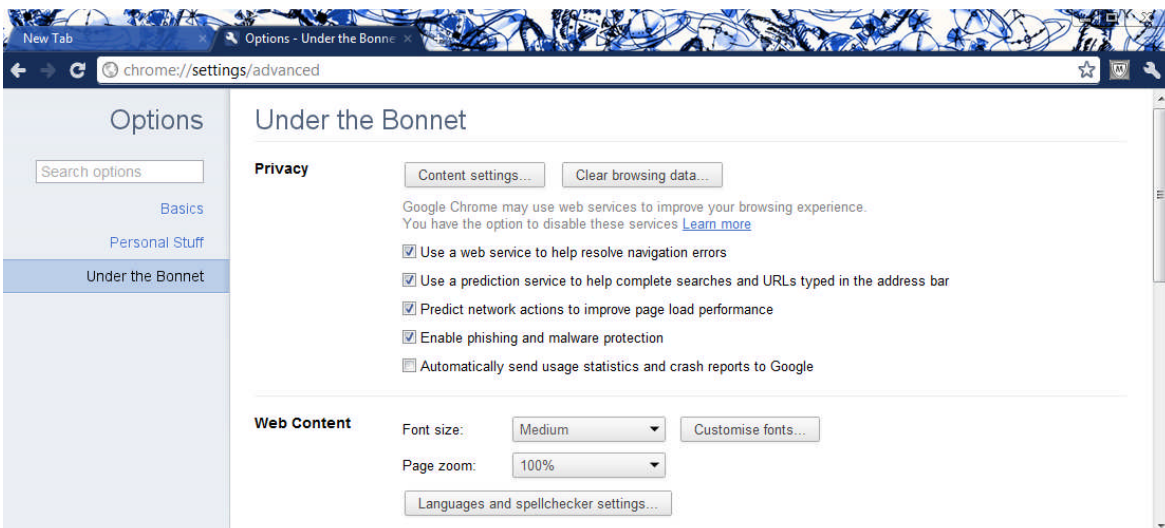 New Tab
Options - Under the Bonne
chrome://settings/advanced
Options
Under the Bonnet
Search options
Basics
Personal Stuff
Under the Bonnet
Privacy
Content settings...
Clear browsing data...
Google Chrome may use web services to improve your browsing experience.
You have the option to disable these services Learn more
Use a web service to help resolve navigation errors
Use a prediction service to help complete searches and URLs typed in the address bar
Predict network actions to improve page load performance
Enable phishing and malware protection
Automatically send usage statistics and crash reports to Google
Web Content
Font size:
Medium
Customise fonts...
Page zoom:
100%
Languages and spellchecker settings...